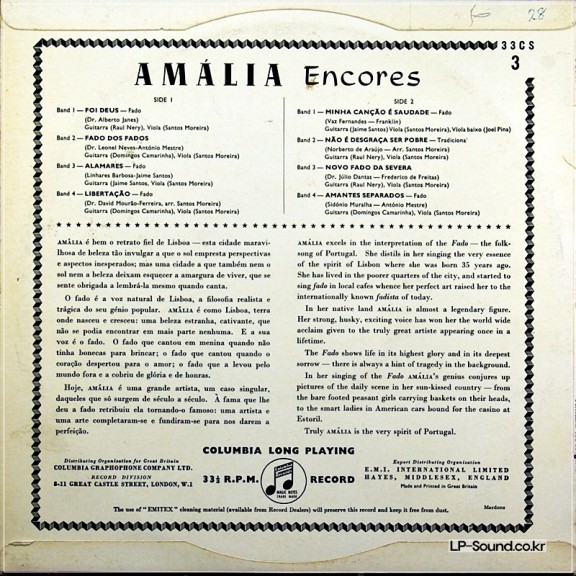 28
33CS
3
AMÁLIA Encores
SIDE 1
Band 1 — FOI DEUS — Fado
(Dr. Alberto Janes)
Guitarra (Raul Nery), Viola (Santos Moreira)
Band 2 — FADO DOS FADOS
(Dr. Leonel Neves-António Mestre)
Guitarra (Domingos Camarinha), Viola (Santos Moreira)
Band 3 — ALAMARES — Fado
(Linhares Barbosa-Jaime Santos)
Guitarra (Jaime Santos, Viola (Santos Moreira)
Band 4 — LIBERTAÇÃO — Fado
(Dr. David Mourão-Ferreira, arr. Santos Moreira)
Guitarra (Domingos Camarinha), Viola (Santos Moreira)
SIDE 2
Band 1 — MINHA CANÇÃO É SAUDADE — Fado
(Vaz Fernandes — Franklin)
Guitarra (Jaime Santos) Viola (Santos Moreira), Viola baixo (Joel Pina)
Band 2 — NÃO É DESGRAÇA SER POBRE — Tradicional
(Norberto de Araújo — Arr. Santos Moreira)
Guitarra (Raul Nery), Viola (Santos Moreira)
Band 3 — NOVO FADO DA SEVERA
(Dr. Júlio Dantas — Frederico de Freitas)
Guitarra (Raul Nery), Viola (Santos Moreira)
Band 4 — AMANTES SEPARADOS — Fado
(Sidónio Muralha — António Mestre)
Guitarra (Domingos Camarinha), Viola (Santos Moreira)
AMÁLIA é bem o retrato fiel de Lisboa — esta cidade maravi-
lhosa de beleza tão invulgar a que o sol empresta perspectivas
e aspectos inesperados; mas uma cidade a que também nem o
sol nem a beleza deixam esquecer a amargura de viver, que se
sente obrigada a lembrá-la mesmo quando canta.
O fado é a voz natural de Lisboa, a filosofia realista e
trágica do seu génio popular. AMÁLIA é como Lisboa, terra
onde nasceu e cresceu: uma beleza estranha, cativante, que
não se podia encontrar em mais parte nenhuma. E a sua
voz é o fado. O fado que cantou em menina quando não
tinha bonecas para brincar; o fado que cantou quando o
coração despertou para o amor; o fado que a levou pelo
mundo fora e a cobriu de glória e de honras.
Hoje, AMÁLIA é uma grande artista, um caso singular,
daqueles que só surgem de século a século. À fama que lhe
deu a fado retribuiu ela tornando-o famoso: uma artista e
uma arte completaram-se e fundiram-se para nos darem a
perfeição.
AMÁLIA excels in the interpretation of the Fado — the folk-
song of Portugal. She distils in her singing the very essence
of the spirit of Lisbon where she was born 35 years ago.
She has lived in the poorer quarters of the city, and started to
sing fado in local cafes whence her perfect art raised her to the
internationally known fadista of today.
In her native land AMÁLIA is almost a legendary figure.
Her strong, husky, exciting voice has won her the world wide
acclaim given to the truly great artiste appearing once in a
lifetime.
The Fado shows life in its highest glory and in its deepest
sorrow — there is always a hint of tragedy in the background.
In her singing of the Fado AMÁLIA'S genius conjures up
pictures of the daily scene in her sun-kissed country — from
the bare footed peasant girls carrying baskets on their heads,
to the smart ladies in American cars bound for the casino at
Estoril.
Truly AMÁLIA is the very spirit of Portugal.
COLUMBIA LONG PLAYING
33⅓ R.P.M. RECORD
Columbia
MAGIC NOTES
TRADE MARK
Distributing Organisation for Great Britain
COLUMBIA GRAPHOPHONE COMPANY LTD.
RECORD DIVISION
8-11 GREAT CASTLE STREET, LONDON, W.1
Export Distributing Organisation
E.M.I. INTERNATIONAL LIMITED
HAYES, MIDDLESEX, ENGLAND
Made and Printed in Great Britain
The use of "EMITEX" cleaning material (available from Record Dealers) will preserve this record and keep it free from dust.
Mardons
LP-Sound.co.kr